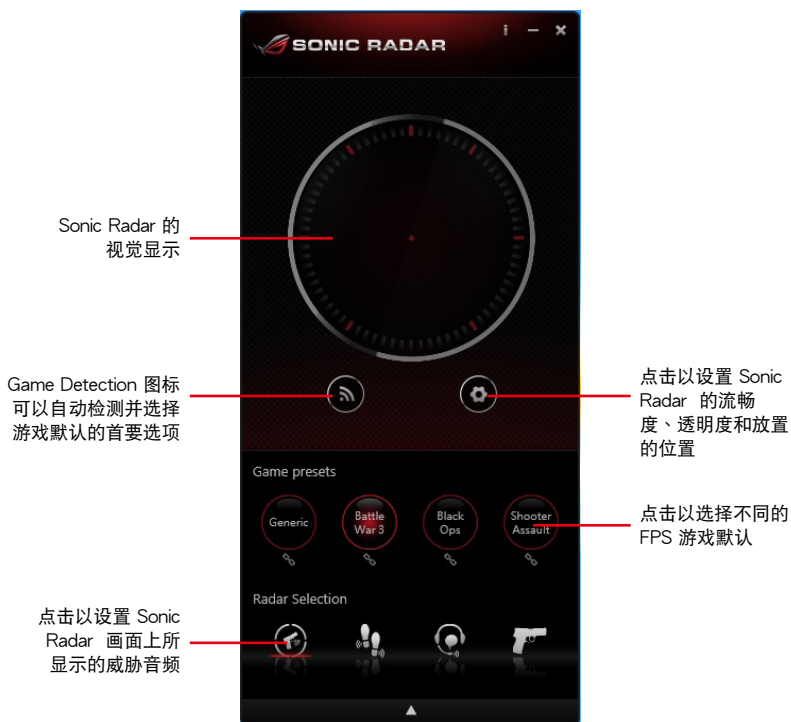 SONIC RADAR
i
Sonic Radar 的
视觉显示
Game Detection 图标
可以自动检测并选择
游戏默认的首要选项
点击以设置 Sonic
Radar 的流畅
度、透明度和放置
的位置
Game presets
Generic
Battle
War 3
Black
Ops
Shooter
Assault
点击以选择不同的
FPS 游戏默认
Radar Selection
点击以设置 Sonic
Radar 画面上所
显示的威胁音频